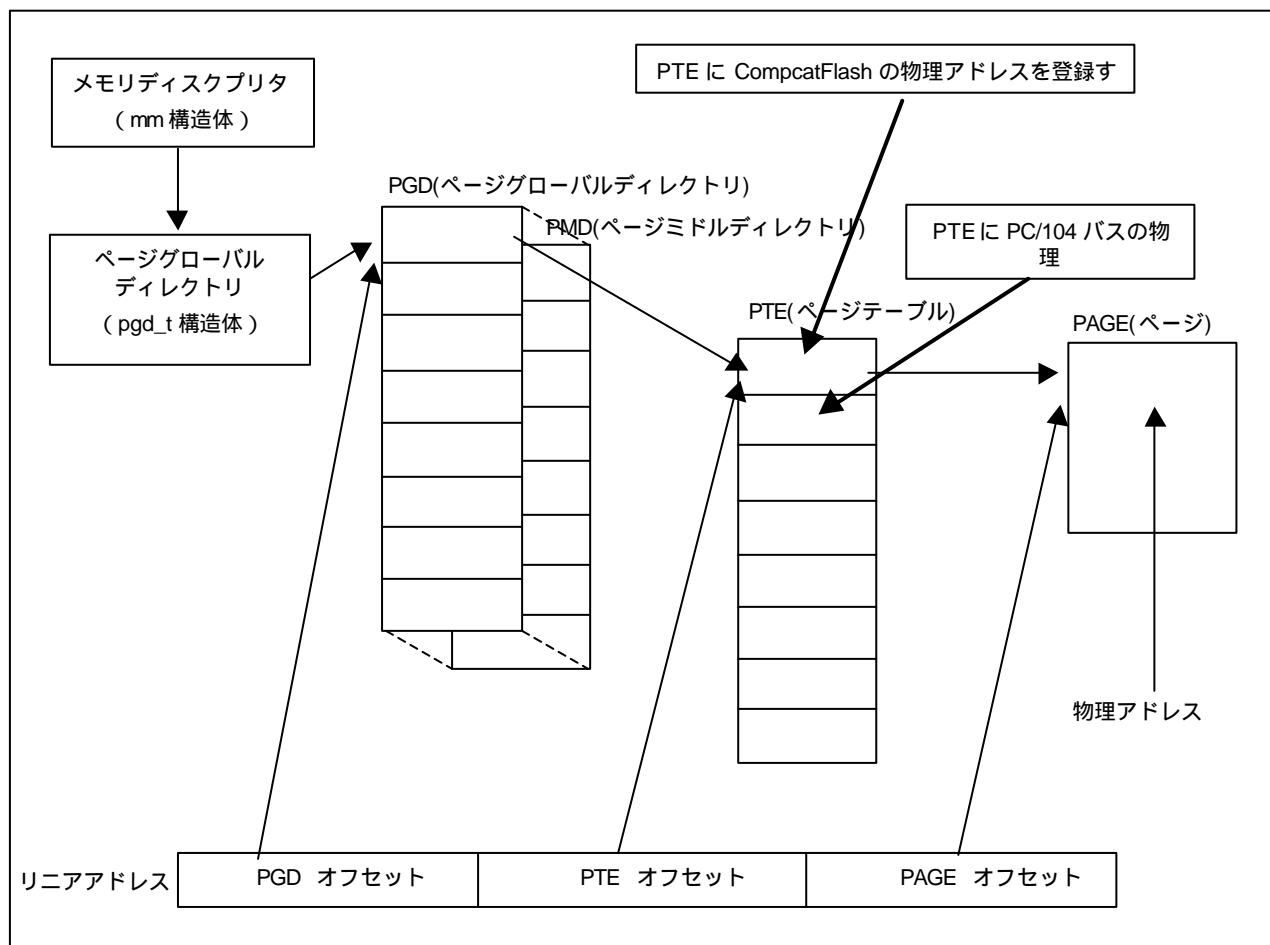 メモリディスクプリタ
（mm 構造体）
PTE に CompcatFlash の物理アドレスを登録す
PGD(ページグローバルディレクトリ)
PMD(ページミドルディレクトリ)
PTE に PC/104 バスの物
理
ページグローバル
ディレクトリ
（pgd_t 構造体）
PTE(ページテーブル)
PAGE(ページ)
物理アドレス
リニアアドレス
PGD オフセット
PTE オフセット
PAGE オフセット